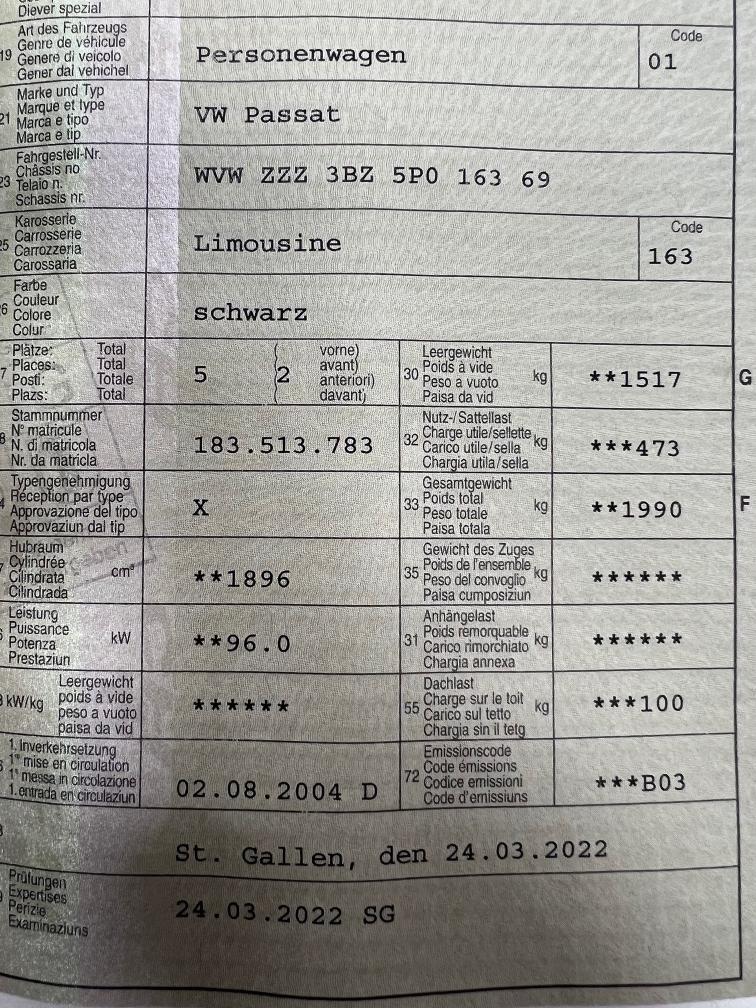 Diever spezial
19 Art des Fahrzeugs
Genre de véhicule
Genere di veicolo
Gener dal vehichel
Personenwagen
Code
01
21 Marke und Typ
Marque et type
Marca e tipo
Marca e tip
VW Passat
23 Fahrgestell-Nr.
Châssis no
Telaio n.
Schassis nr.
WVW ZZZ 3BZ 5P0 163 69
25 Karosserie
Carrosserie
Carrozzeria
Carossaria
Limousine
Code
163
Farbe
Couleur
Colore
Colur
schwarz
Plätze: Total
Places: Total
Posti: Totale
Plazs: Total
5 ( 2
vorne)
avant)
anteriori)
davant)
30 Leergewicht
Poids à vide
Peso a vuoto
Paisa da vid
kg
**1517
G
Stammnummer
N° matricule
N. di matricola
Nr. da matricla
183.513.783
32 Nutz-/Sattellast
Charge utile/sellette
Carico utile/sella
Chargia utila/sella
kg
***473
Typengenehmigung
Réception par type
Approvazione del tipo
Approvaziun dal tip
X
33 Gesamtgewicht
Poids total
Peso totale
Paisa totala
kg
**1990
F
Hubraum
Cylindrée
Cilindrata
Cilindrada
cm³
**1896
35 Gewicht des Zuges
Poids de l'ensemble
Peso del convoglio
Paisa cumposiziun
kg
******
Leistung
Puissance
Potenza
Prestaziun
kW
**96.0
31 Anhängelast
Poids remorquable
Carico rimorchiato
Chargia annexa
kg
******
kW/kg
Leergewicht
poids à vide
peso a vuoto
paisa da vid
******
55 Dachlast
Charge sur le toit
Carico sul tetto
Chargia sin il tetg
kg
***100
1. Inverkehrsetzung
1re mise en circulation
1a messa in circolazione
1. entrada en circulaziun
02.08.2004 D
72 Emissionscode
Code émissions
Codice emissioni
Code d'emissiuns
***B03
St. Gallen, den 24.03.2022
Prüfungen
Expertises
Perizie
Examinaziuns
24.03.2022 SG